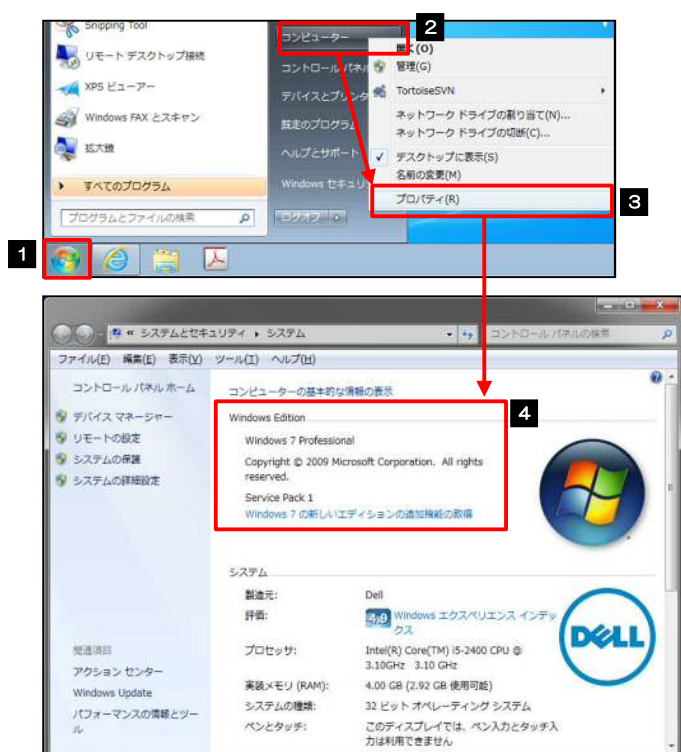 Snipping Tool
リモート デスクトップ接続
XPS ビューアー
Windows FAX とスキャン
拡大鏡
すべてのプログラム
プログラムとファイルの検索
コンピューター
コントロール パネル
デバイスとプリンタ
既定のプログラム
ヘルプとサポート
Windows セキュリ
ログオフ
2
開く(O)
管理(G)
TortoiseSVN
ネットワーク ドライブの割り当て(N)...
ネットワーク ドライブの切断(C)...
デスクトップに表示(S)
名前の変更(M)
プロパティ(R)
3
1
« システムとセキュリティ ▸ システム
コントロール パネルの検索
ファイル(F) 編集(E) 表示(V) ツール(T) ヘルプ(H)
コントロール パネル ホーム
デバイス マネージャー
リモートの設定
システムの保護
システムの詳細設定
関連項目
アクション センター
Windows Update
パフォーマンスの情報とツー
ル
コンピューターの基本的な情報の表示
4
Windows Edition
Windows 7 Professional
Copyright © 2009 Microsoft Corporation. All rights
reserved.
Service Pack 1
Windows 7 の新しいエディションの追加機能の取得
システム
製造元: Dell
評価: 4.9 Windows エクスペリエンス インデッ
クス
プロセッサ: Intel(R) Core(TM) i5-2400 CPU @
3.10GHz 3.10 GHz
実装メモリ (RAM): 4.00 GB (2.92 GB 使用可能)
システムの種類: 32 ビット オペレーティング システム
ペンとタッチ: このディスプレイでは、ペン入力とタッチ入
力は利用できません
DELL